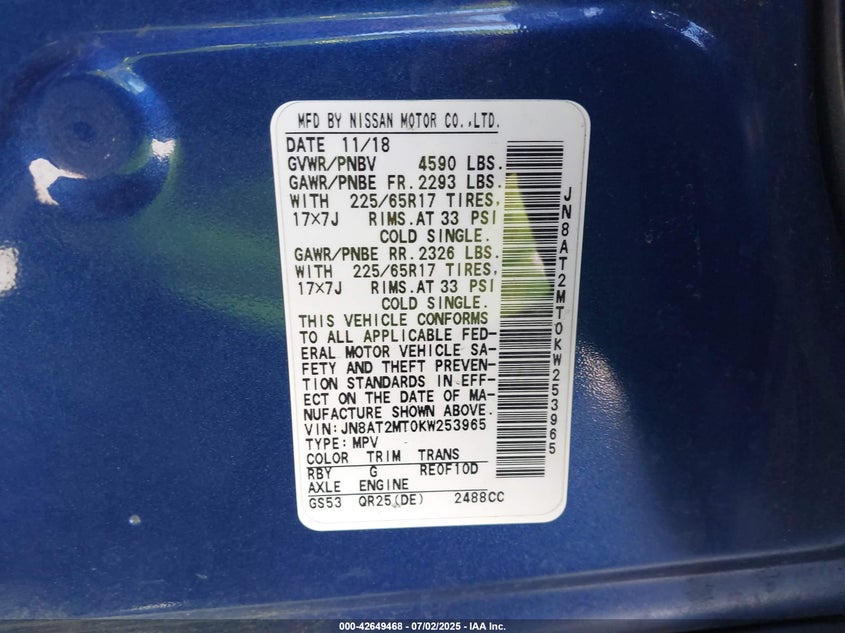 MFD BY NISSAN MOTOR CO.,LTD.
DATE 11/18
GVWR/PNBV 4590 LBS.
GAWR/PNBE FR.2293 LBS.
WITH 225/65R17 TIRES,
17×7J RIMS.AT 33 PSI
COLD SINGLE.
GAWR/PNBE RR.2326 LBS.
WITH 225/65R17 TIRES,
17×7J RIMS.AT 33 PSI
COLD SINGLE.
THIS VEHICLE CONFORMS
TO ALL APPLICABLE FED-
ERAL MOTOR VEHICLE SA-
FETY AND THEFT PREVEN-
TION STANDARDS IN EFF-
ECT ON THE DATE OF MA-
NUFACTURE SHOWN ABOVE.
VIN:JN8AT2MT0KW253965
TYPE:MPV
COLOR TRIM TRANS
RBY G RE0F10D
AXLE ENGINE
GS53 QR25(DE) 2488CC
JN8AT2MT0KW253965
000-42649468 - 07/02/2025 - IAA Inc.